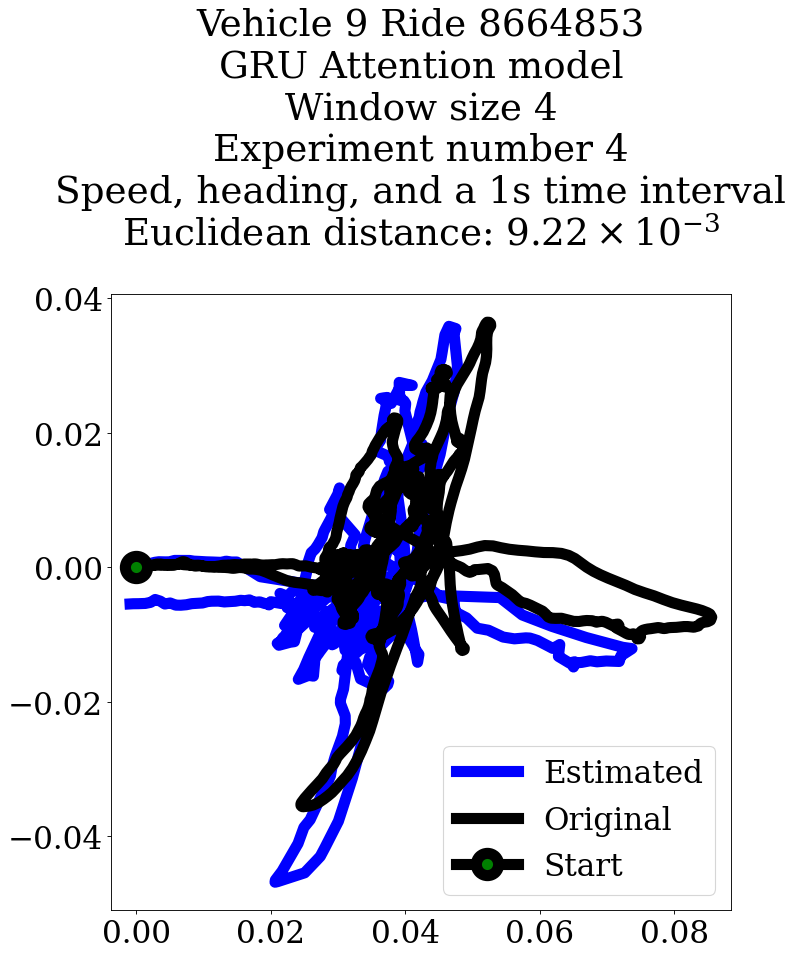 Vehicle 9 Ride 8664853
GRU Attention model
Window size 4
Experiment number 4
Speed, heading, and a 1s time interval
Euclidean distance: 9.22 × 10⁻³
0.04
0.02
0.00
−0.02
−0.04
Estimated
Original
Start
0.00 0.02 0.04 0.06 0.08